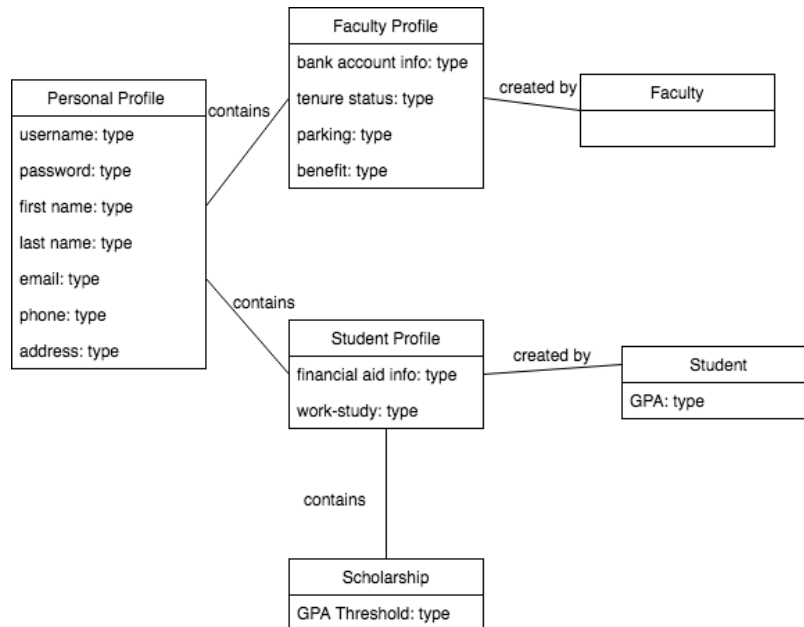 Faculty Profile
bank account info: type
tenure status: type
parking: type
benefit: type
created by
Faculty
contains
Personal Profile
username: type
password: type
first name: type
last name: type
email: type
phone: type
address: type
contains
Student Profile
financial aid info: type
work-study: type
created by
Student
GPA: type
contains
Scholarship
GPA Threshold: type